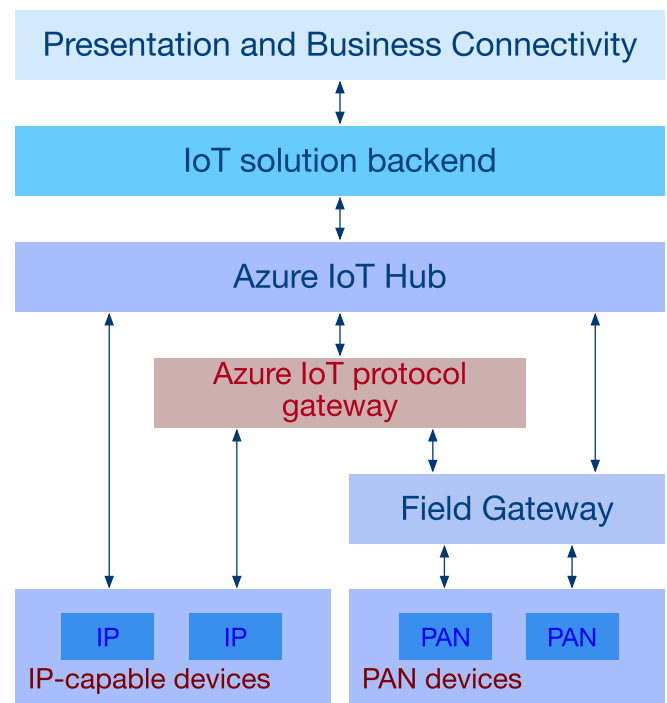 Presentation and Business Connectivity
IoT solution backend
Azure IoT Hub
Azure IoT protocol
gateway
Field Gateway
IP
IP
PAN
PAN
IP-capable devices
PAN devices